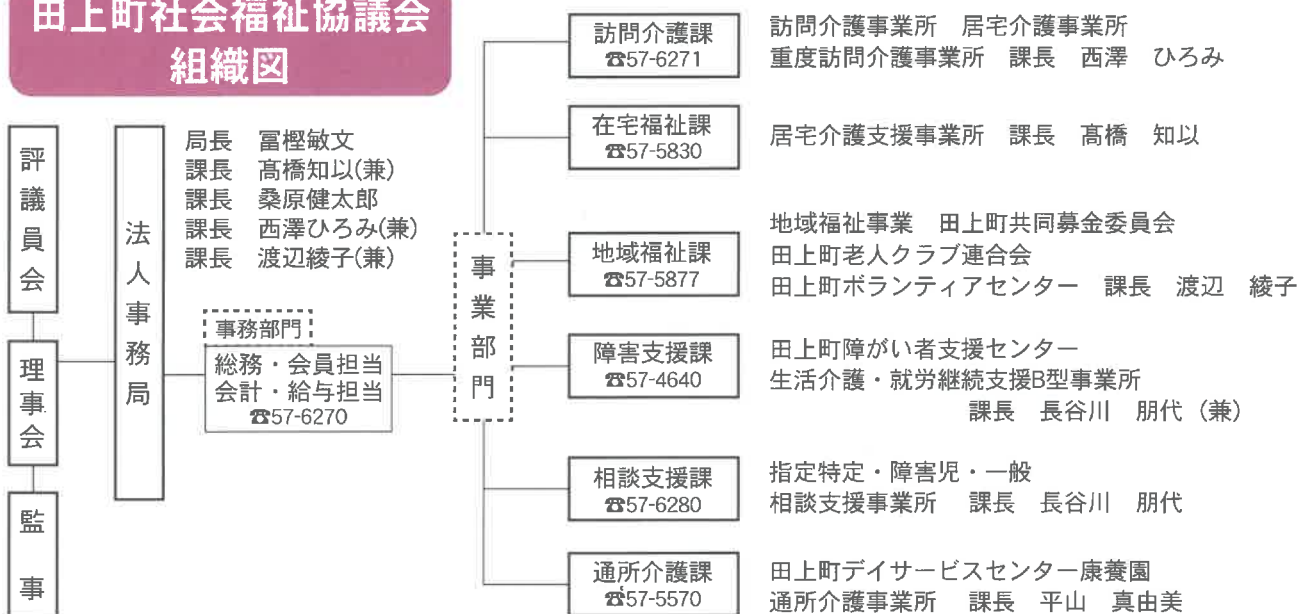 田上町社会福祉協議会
組織図
評議員会
理事会
監事
法人事務局
局長　冨樫敏文
課長　髙橋知以(兼)
課長　桑原健太郎
課長　西澤ひろみ(兼)
課長　渡辺綾子(兼)
事務部門
総務・会員担当
会計・給与担当
☎57-6270
事業部門
訪問介護課
☎57-6271
訪問介護事業所　居宅介護事業所
重度訪問介護事業所　課長　西澤　ひろみ
在宅福祉課
☎57-5830
居宅介護支援事業所　課長　髙橋　知以
地域福祉課
☎57-5877
地域福祉事業　田上町共同募金委員会
田上町老人クラブ連合会
田上町ボランティアセンター　課長　渡辺　綾子
障害支援課
☎57-4640
田上町障がい者支援センター
生活介護・就労継続支援B型事業所
課長　長谷川　朋代（兼）
相談支援課
☎57-6280
指定特定・障害児・一般
相談支援事業所　課長　長谷川　朋代
通所介護課
☎57-5570
田上町デイサービスセンター康養園
通所介護事業所　課長　平山　真由美